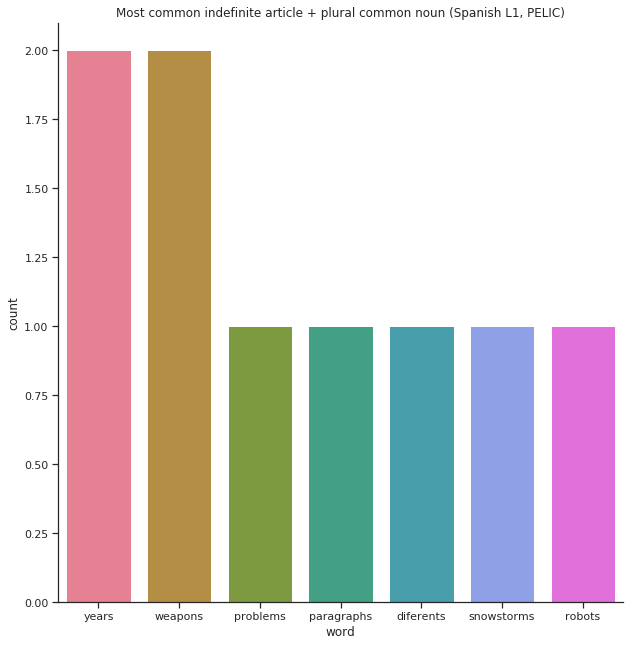 Most common indefinite article + plural common noun (Spanish L1, PELIC)
2.00
1.75
1.50
1.25
1.00
0.75
0.50
0.25
0.00
count
years weapons problems paragraphs diferents snowstorms robots
word